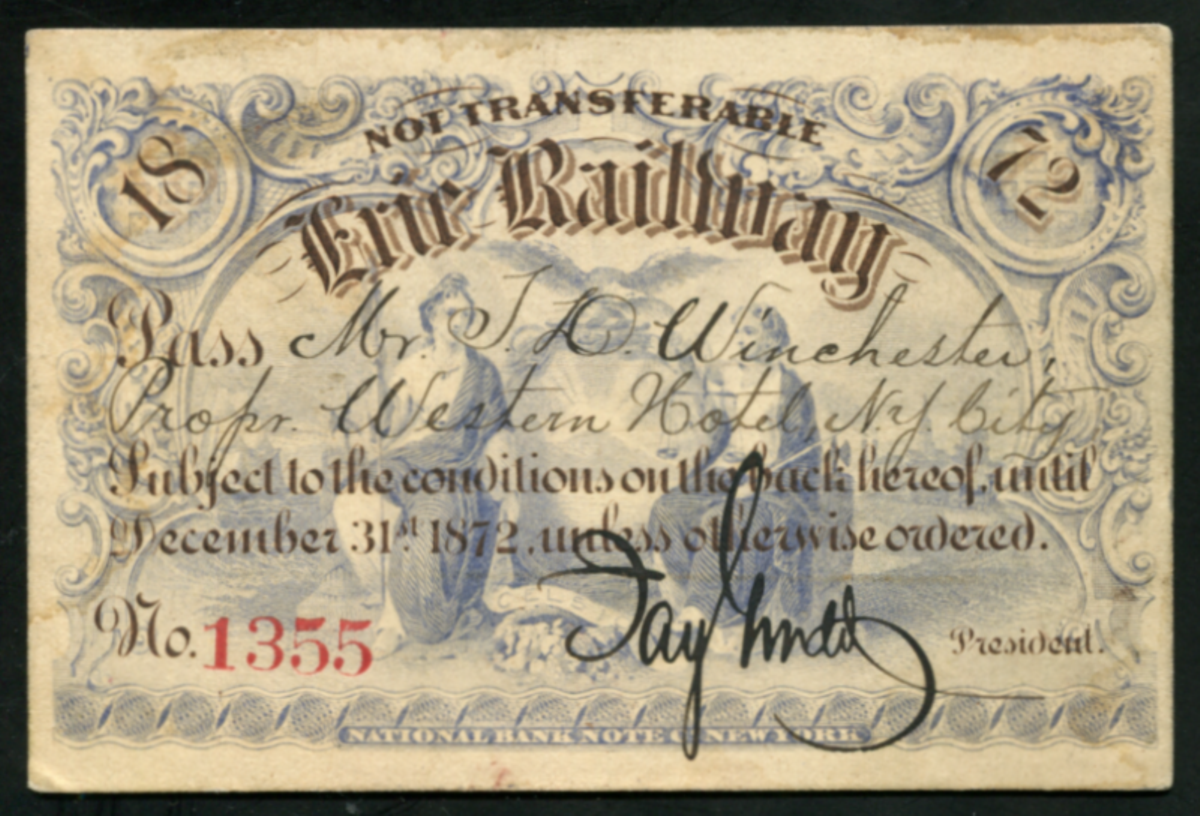 NOT TRANSFERABLE
18 72
Erie Railway
Pass Mr. T. D. Winchester,
Propr. Western Hotel, N.Y. City
Subject to the conditions on the back hereof, until
December 31st 1872, unless otherwise ordered.
No. 1355 Jay Gould President.
NATIONAL BANK NOTE Co. NEW YORK